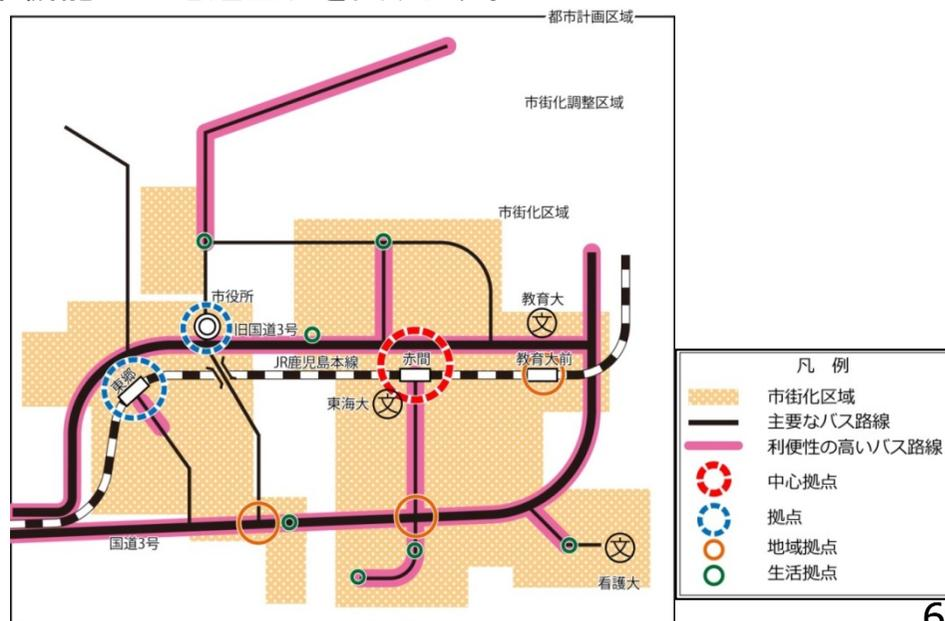 都市計画区域
市街化調整区域
市街化区域
市役所
旧国道3号
教育大
文
JR鹿児島本線
赤間
教育大前
東郷
東海大
文
国道3号
文
看護大
凡 例
市街化区域
主要なバス路線
利便性の高いバス路線
中心拠点
拠点
地域拠点
生活拠点
6